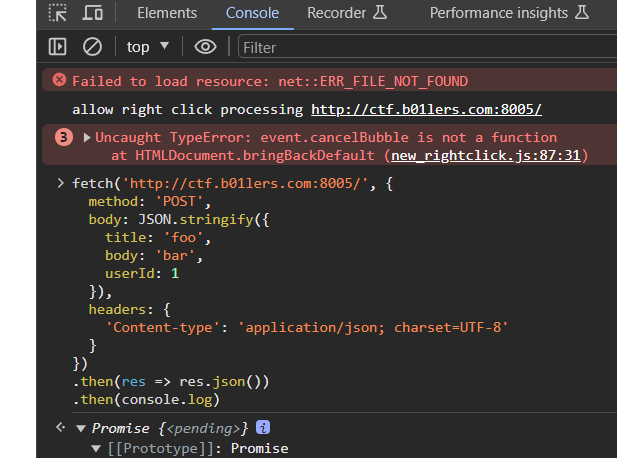 Elements Console Recorder Performance insights
top Filter
Failed to load resource: net::ERR_FILE_NOT_FOUND
allow right click processing http://ctf.b01lers.com:8005/
3 Uncaught TypeError: event.cancelBubble is not a function
at HTMLDocument.bringBackDefault (new_rightclick.js:87:31)
> fetch('http://ctf.b01lers.com:8005/', {
method: 'POST',
body: JSON.stringify({
title: 'foo',
body: 'bar',
userId: 1
}),
headers: {
'Content-type': 'application/json; charset=UTF-8'
}
})
.then(res => res.json())
.then(console.log)
Promise {<pending>} i
[[Prototype]]: Promise